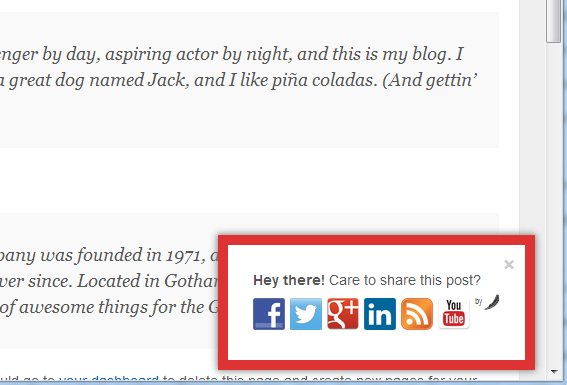 enger by day, aspiring actor by night, and this is my blog. I
a great dog named Jack, and I like piña coladas. (And gettin’
pany was founded in 1971, a
ver since. Located in Gotha
of awesome things for the G
×
Hey there! Care to share this post?
f g+ in You Tube by
uld go to your dashboard to delete this page and create new pages for your